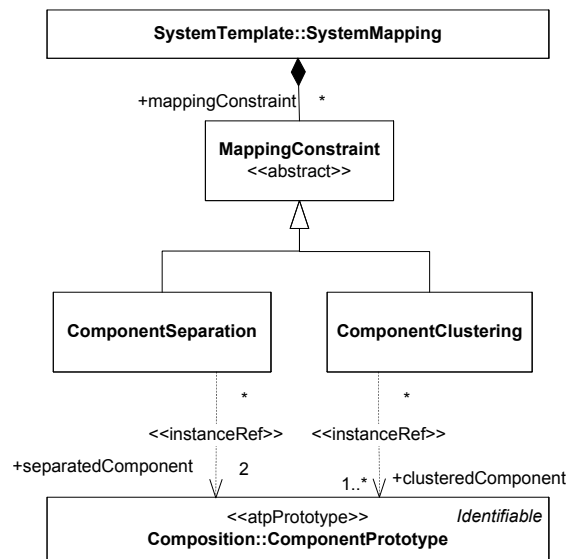 SystemTemplate::SystemMapping
+mappingConstraint *
MappingConstraint
<<abstract>>
ComponentSeparation
ComponentClustering
* *
<<instanceRef>> <<instanceRef>>
+separatedComponent 2
1..* +clusteredComponent
<<atpPrototype>> Identifiable
Composition::ComponentPrototype